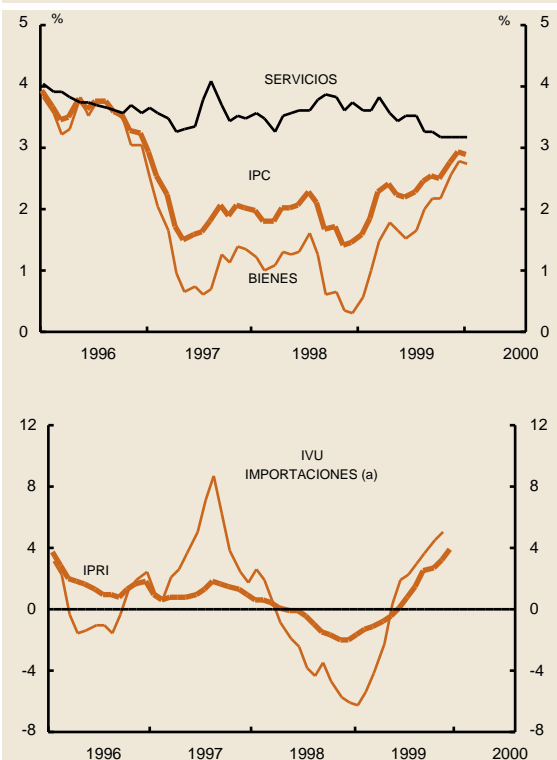 5 % % 5
SERVICIOS
4 4
3 3
IPC
2 2
BIENES
1 1
0 0
1996 1997 1998 1999 2000
12 12
IVU
IMPORTACIONES (a)
8 8
IPRI
4 4
0 0
-4 -4
-8 -8
1996 1997 1998 1999 2000